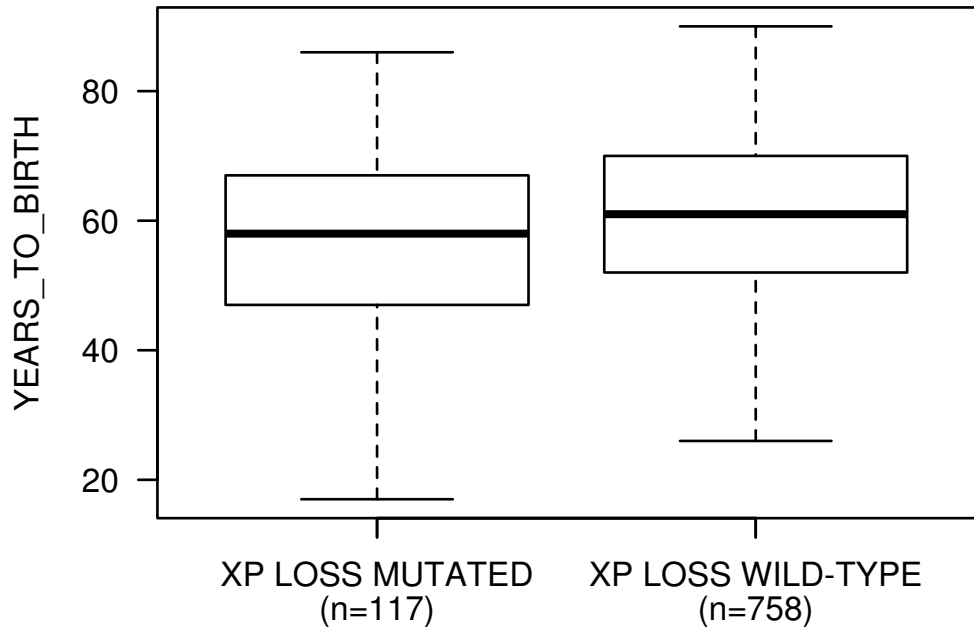 YEARS_TO_BIRTH
80
60
40
20
XP LOSS MUTATED
(n=117)
XP LOSS WILD-TYPE
(n=758)